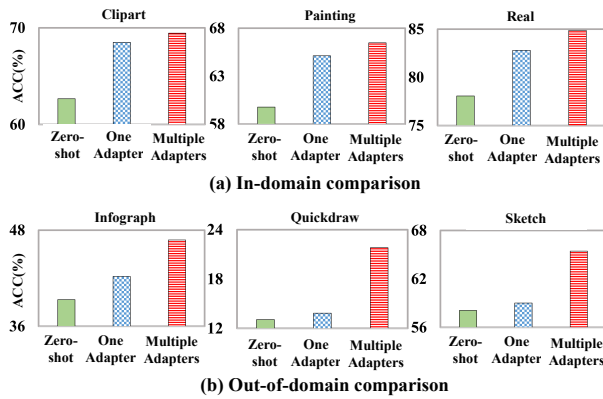 Clipart
Painting
Real
ACC(%)
70
60
68
63
58
85
80
75
Zero-shot
One Adapter
Multiple Adapters
Zero-shot
One Adapter
Multiple Adapters
Zero-shot
One Adapter
Multiple Adapters
(a) In-domain comparison
Infograph
Quickdraw
Sketch
ACC(%)
48
36
24
18
12
68
62
56
Zero-shot
One Adapter
Multiple Adapters
Zero-shot
One Adapter
Multiple Adapters
Zero-shot
One Adapter
Multiple Adapters
(b) Out-of-domain comparison